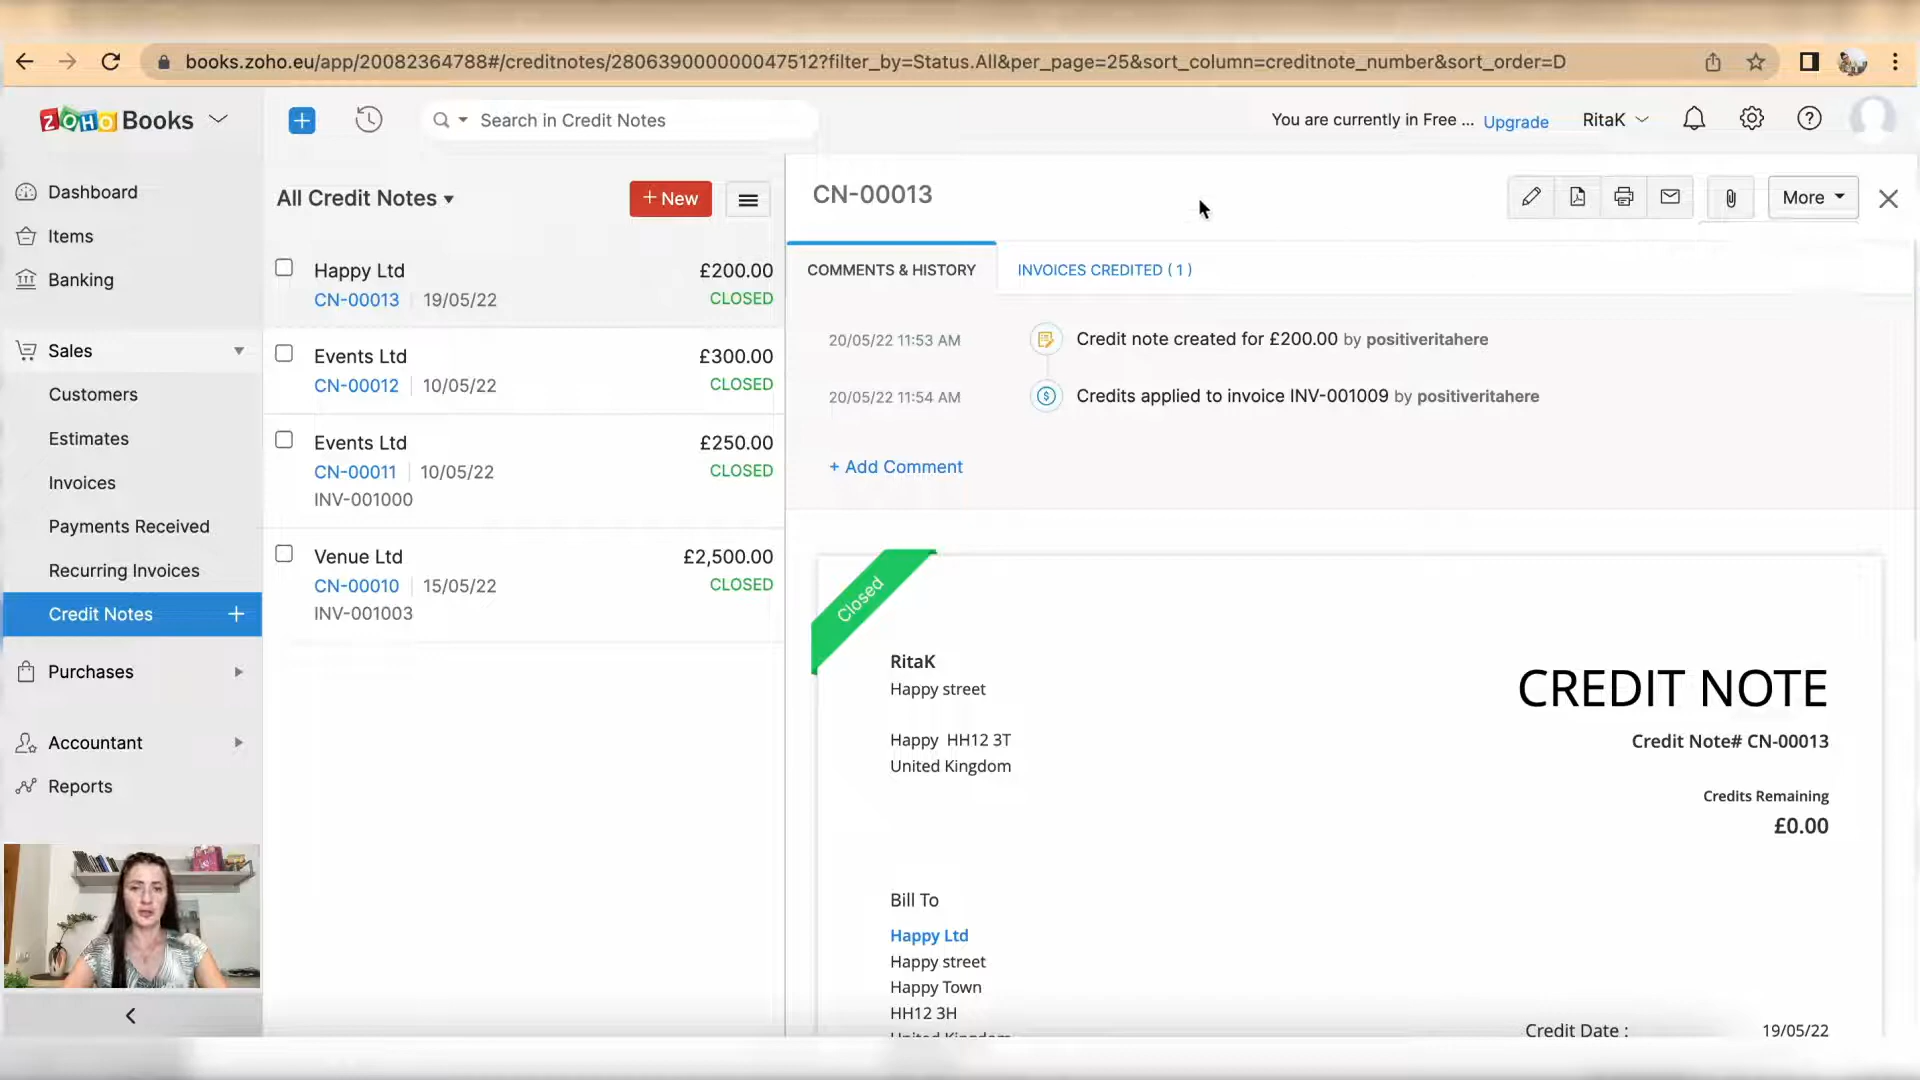 books.zoho.eu/app/20082364788#/creditnotes/280639000000047512?filter_by=Status.All&per_page=25&sort_column=creditnote_number&sort_order=D
ZOHO Books
Search in Credit Notes
You are currently in Free ... Upgrade
RitaK
Dashboard
Items
Banking
Sales
Customers
Estimates
Invoices
Payments Received
Recurring Invoices
Credit Notes
Purchases
Accountant
Reports
All Credit Notes
+ New
Happy Ltd £200.00
CN-00013 19/05/22 CLOSED
Events Ltd £300.00
CN-00012 10/05/22 CLOSED
Events Ltd £250.00
CN-00011 10/05/22 CLOSED
INV-001000
Venue Ltd £2,500.00
CN-00010 15/05/22 CLOSED
INV-001003
CN-00013
More
COMMENTS & HISTORY INVOICES CREDITED ( 1 )
20/05/22 11:53 AM Credit note created for £200.00 by positiveritahere
20/05/22 11:54 AM Credits applied to invoice INV-001009 by positiveritahere
+ Add Comment
Closed
RitaK
Happy street
Happy HH12 3T
United Kingdom
CREDIT NOTE
Credit Note# CN-00013
Credits Remaining
£0.00
Bill To
Happy Ltd
Happy street
Happy Town
HH12 3H
United Kingdom
Credit Date : 19/05/22